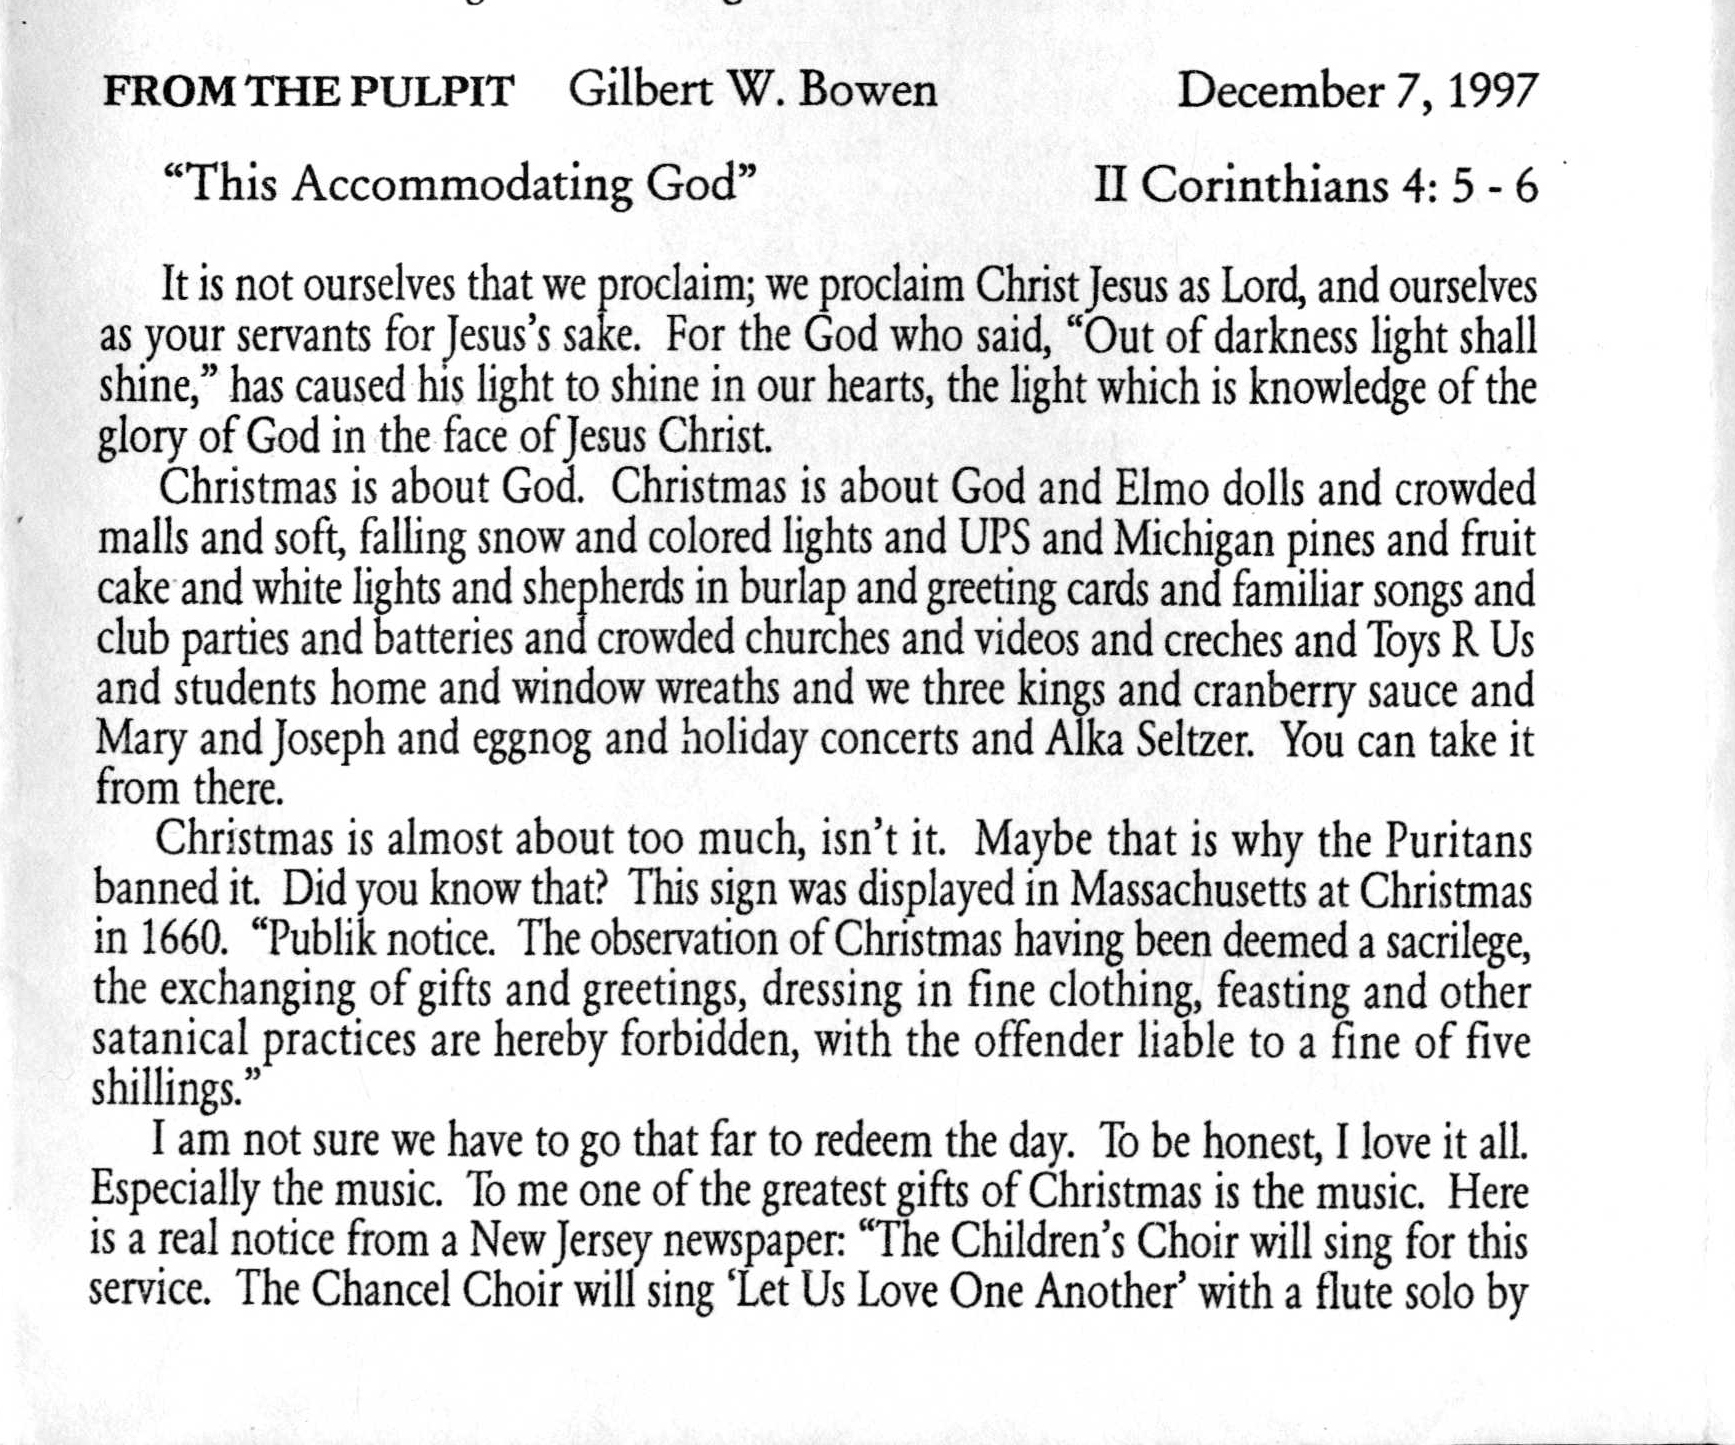 FROM THE PULPIT Gilbert W. Bowen December 7, 1997
“This Accommodating God” II Corinthians 4: 5 - 6
It is not ourselves that we proclaim; we proclaim Christ Jesus as Lord, and ourselves
as your servants for Jesus’s sake. For the God who said, “Out of darkness light shall
shine,” has caused his light to shine in our hearts, the light which is knowledge of the
glory of God in the face of Jesus Christ.
Christmas is about God. Christmas is about God and Elmo dolls and crowded
malls and soft, falling snow and colored lights and UPS and Michigan pines and fruit
cake and white lights and shepherds in burlap and greeting cards and familiar songs and
club parties and batteries and crowded churches and videos and creches and Toys R Us
and students home and window wreaths and we three kings and cranberry sauce and
Mary and Joseph and eggnog and holiday concerts and Alka Seltzer. You can take it
from there.
Christmas is almost about too much, isn’t it. Maybe that is why the Puritans
banned it. Did you know that? This sign was displayed in Massachusetts at Christmas
in 1660. “Publik notice. The observation of Christmas having been deemed a sacrilege,
the exchanging of gifts and greetings, dressing in fine clothing, feasting and other
satanical practices are hereby forbidden, with the offender liable to a fine of five
shillings.”
I am not sure we have to go that far to redeem the day. To be honest, I love it all.
Especially the music. To me one of the greatest gifts of Christmas is the music. Here
is a real notice from a New Jersey newspaper: “The Children’s Choir will sing for this
service. The Chancel Choir will sing ‘Let Us Love One Another’ with a flute solo by